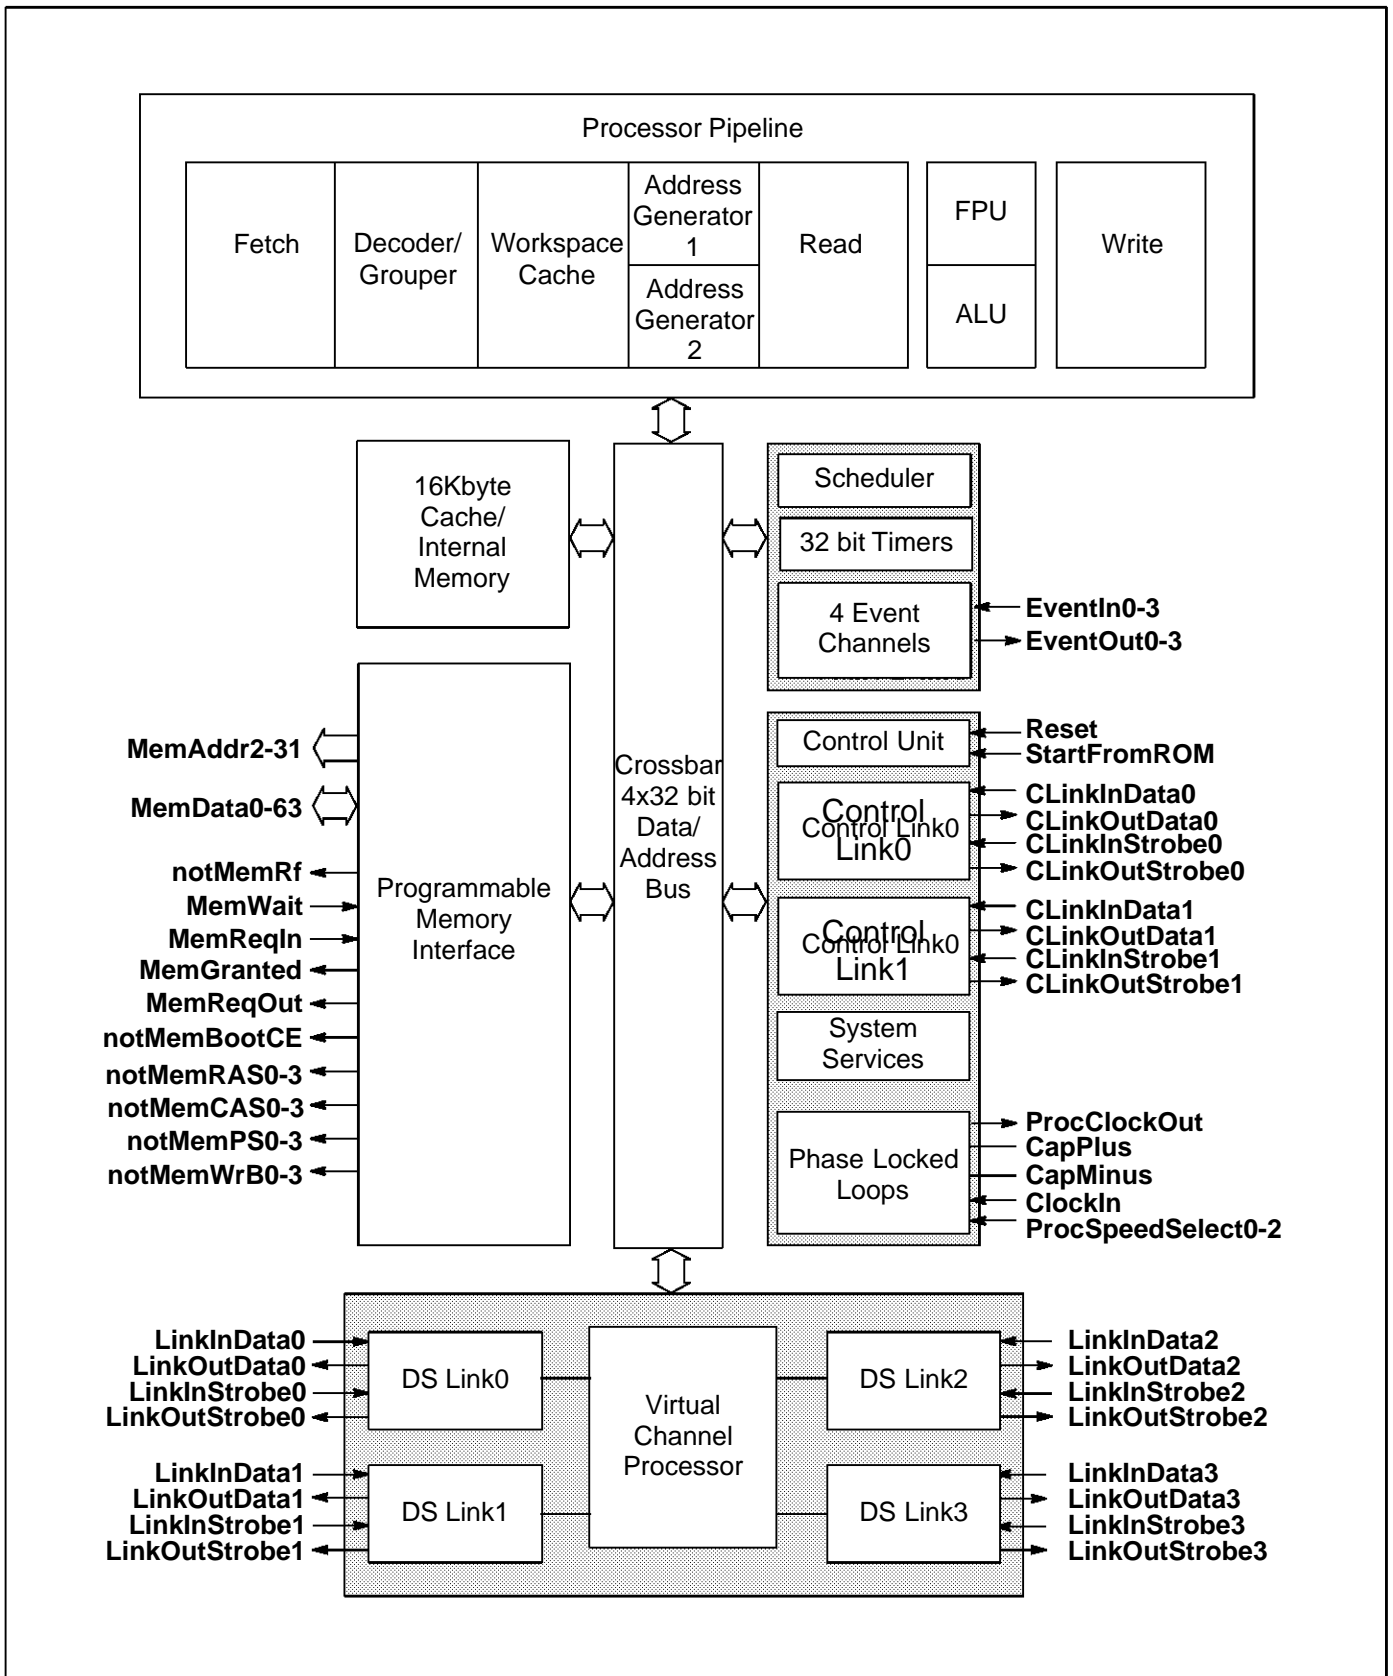 Processor Pipeline
Fetch
Decoder/
Grouper
Workspace
Cache
Address
Generator
1
Address
Generator
2
Read
FPU
ALU
Write
16Kbyte
Cache/
Internal
Memory
Scheduler
32 bit Timers
4 Event
Channels
EventIn0-3
EventOut0-3
Crossbar
4x32 bit
Data/
Address
Bus
Programmable
Memory
Interface
MemAddr2-31
MemData0-63
notMemRf
MemWait
MemReqIn
MemGranted
MemReqOut
notMemBootCE
notMemRAS0-3
notMemCAS0-3
notMemPS0-3
notMemWrB0-3
Control Unit
Reset
StartFromROM
Control
Control Link0
Link0
CLinkInData0
CLinkOutData0
CLinkInStrobe0
CLinkOutStrobe0
Control
Control Link0
Link1
CLinkInData1
CLinkOutData1
CLinkInStrobe1
CLinkOutStrobe1
System
Services
Phase Locked
Loops
ProcClockOut
CapPlus
CapMinus
ClockIn
ProcSpeedSelect0-2
LinkInData0
LinkOutData0
LinkInStrobe0
LinkOutStrobe0
DS Link0
LinkInData1
LinkOutData1
LinkInStrobe1
LinkOutStrobe1
DS Link1
Virtual
Channel
Processor
DS Link2
LinkInData2
LinkOutData2
LinkInStrobe2
LinkOutStrobe2
DS Link3
LinkInData3
LinkOutData3
LinkInStrobe3
LinkOutStrobe3